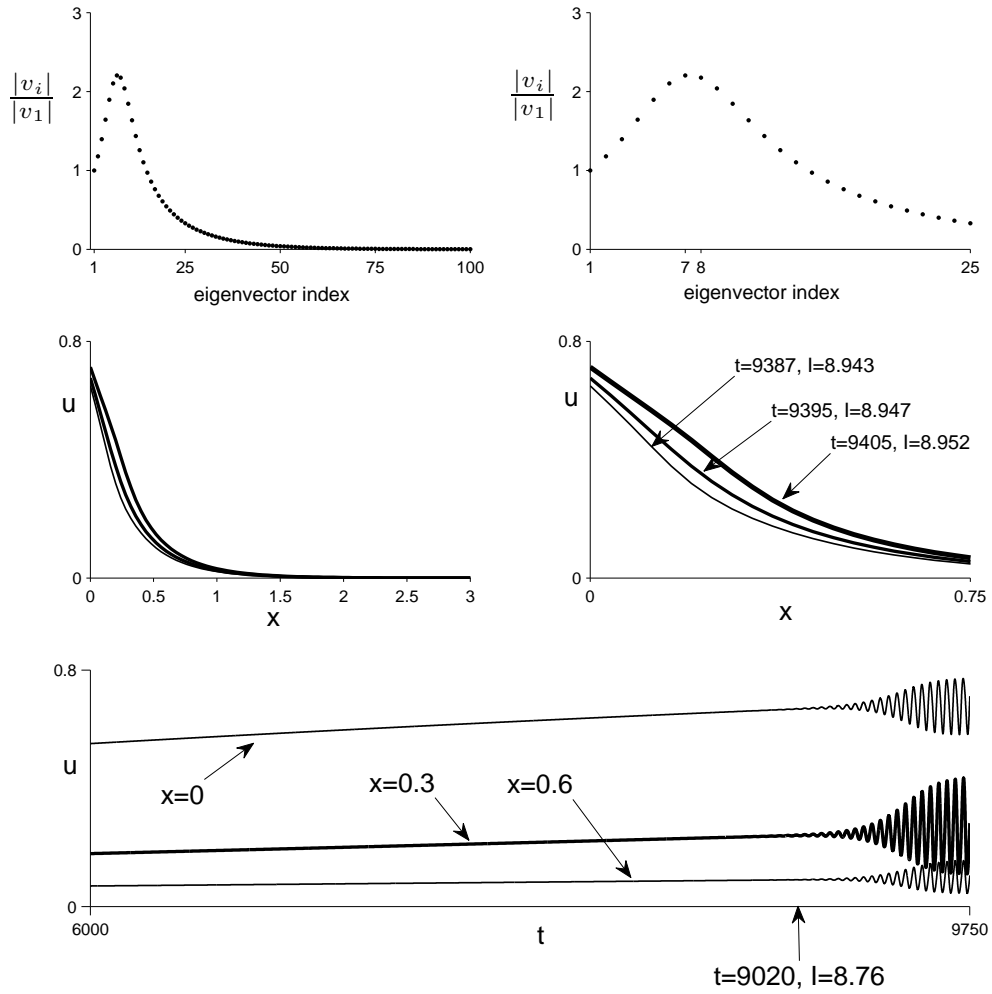 3
2
1
0
|v_i|
|v_1|
1 25 50 75 100
eigenvector index
3
2
1
0
|v_i|
|v_1|
1 7 8 25
eigenvector index
0.8
u
0
0 0.5 1 1.5 2 2.5 3
x
0.8
u
0
t=9387, I=8.943
t=9395, I=8.947
t=9405, I=8.952
0 0.75
x
0.8
u
0
x=0
x=0.3
x=0.6
6000 9750
t
t=9020, I=8.76